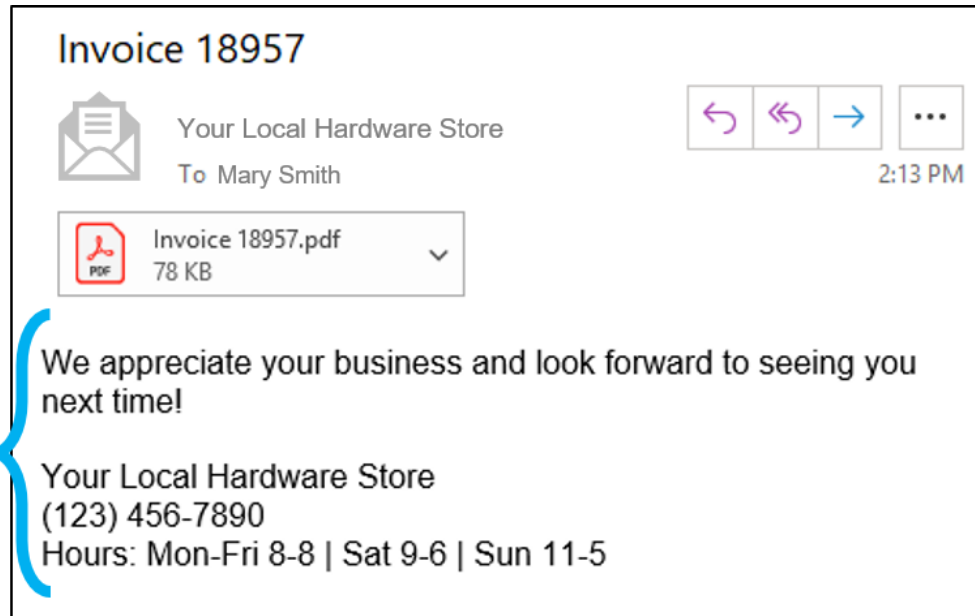 Invoice 18957
Your Local Hardware Store
To Mary Smith
2:13 PM
Invoice 18957.pdf
PDF
78 KB
We appreciate your business and look forward to seeing you
next time!
Your Local Hardware Store
(123) 456-7890
Hours: Mon-Fri 8-8 | Sat 9-6 | Sun 11-5